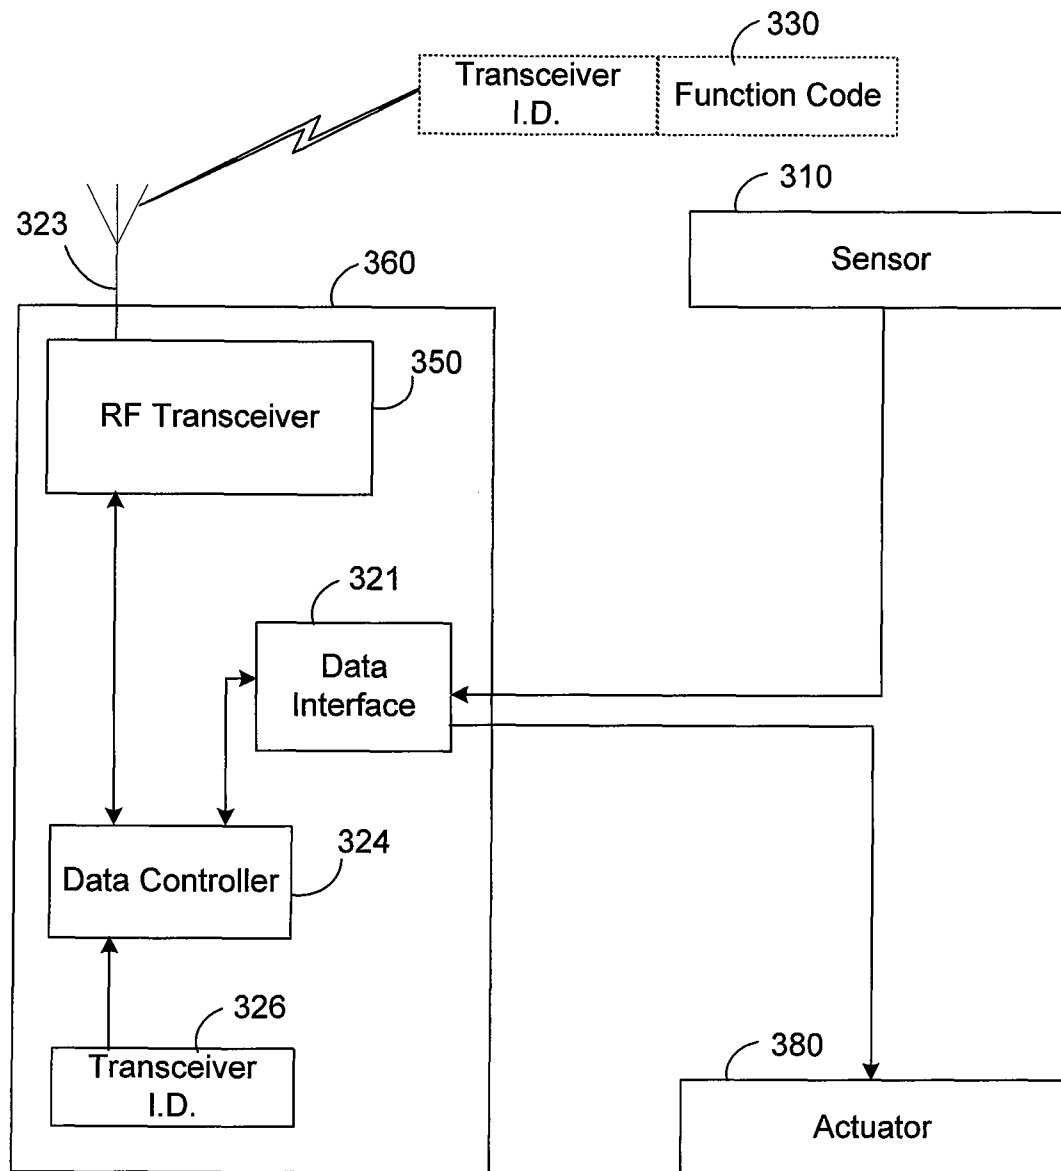 330
Transceiver
I.D.
Function Code
310
323
Sensor
360
350
RF Transceiver
321
Data
Interface
324
Data Controller
326
Transceiver
I.D.
380
Actuator